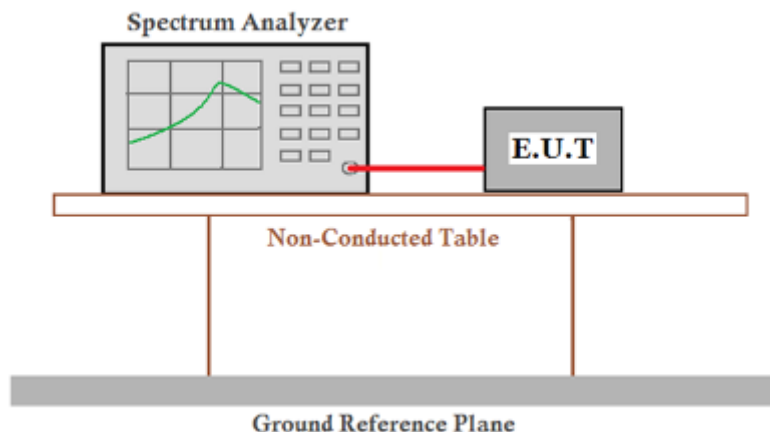 Spectrum Analyzer
E.U.T
Non-Conducted Table
Ground Reference Plane